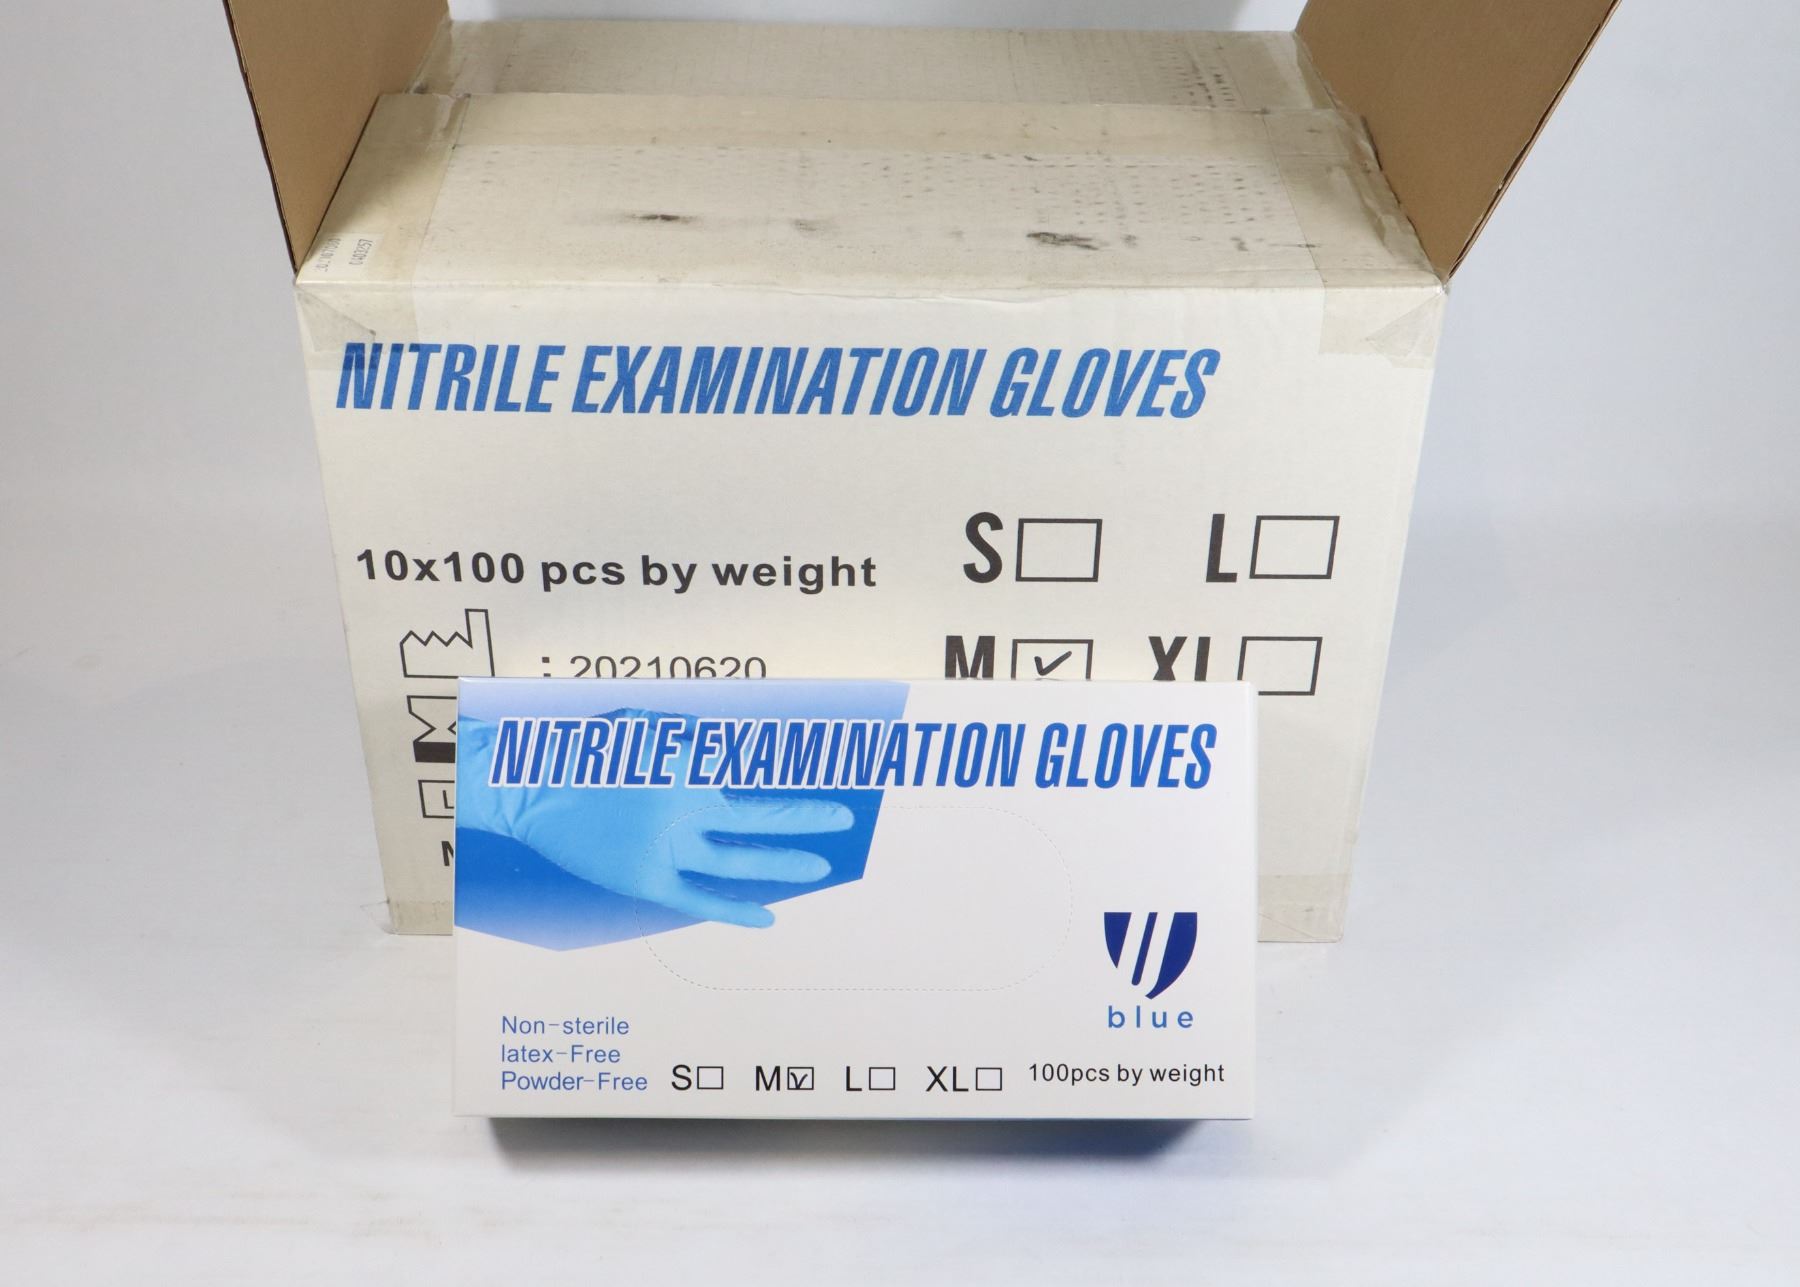 0403257
NITRILE EXAMINATION GLOVES
10x100 pcs by weight
S L
: 20210620
M XL
NITRILE EXAMINATION GLOVES
blue
Non-sterile
latex-Free
Powder-Free
S M L XL
100pcs by weight